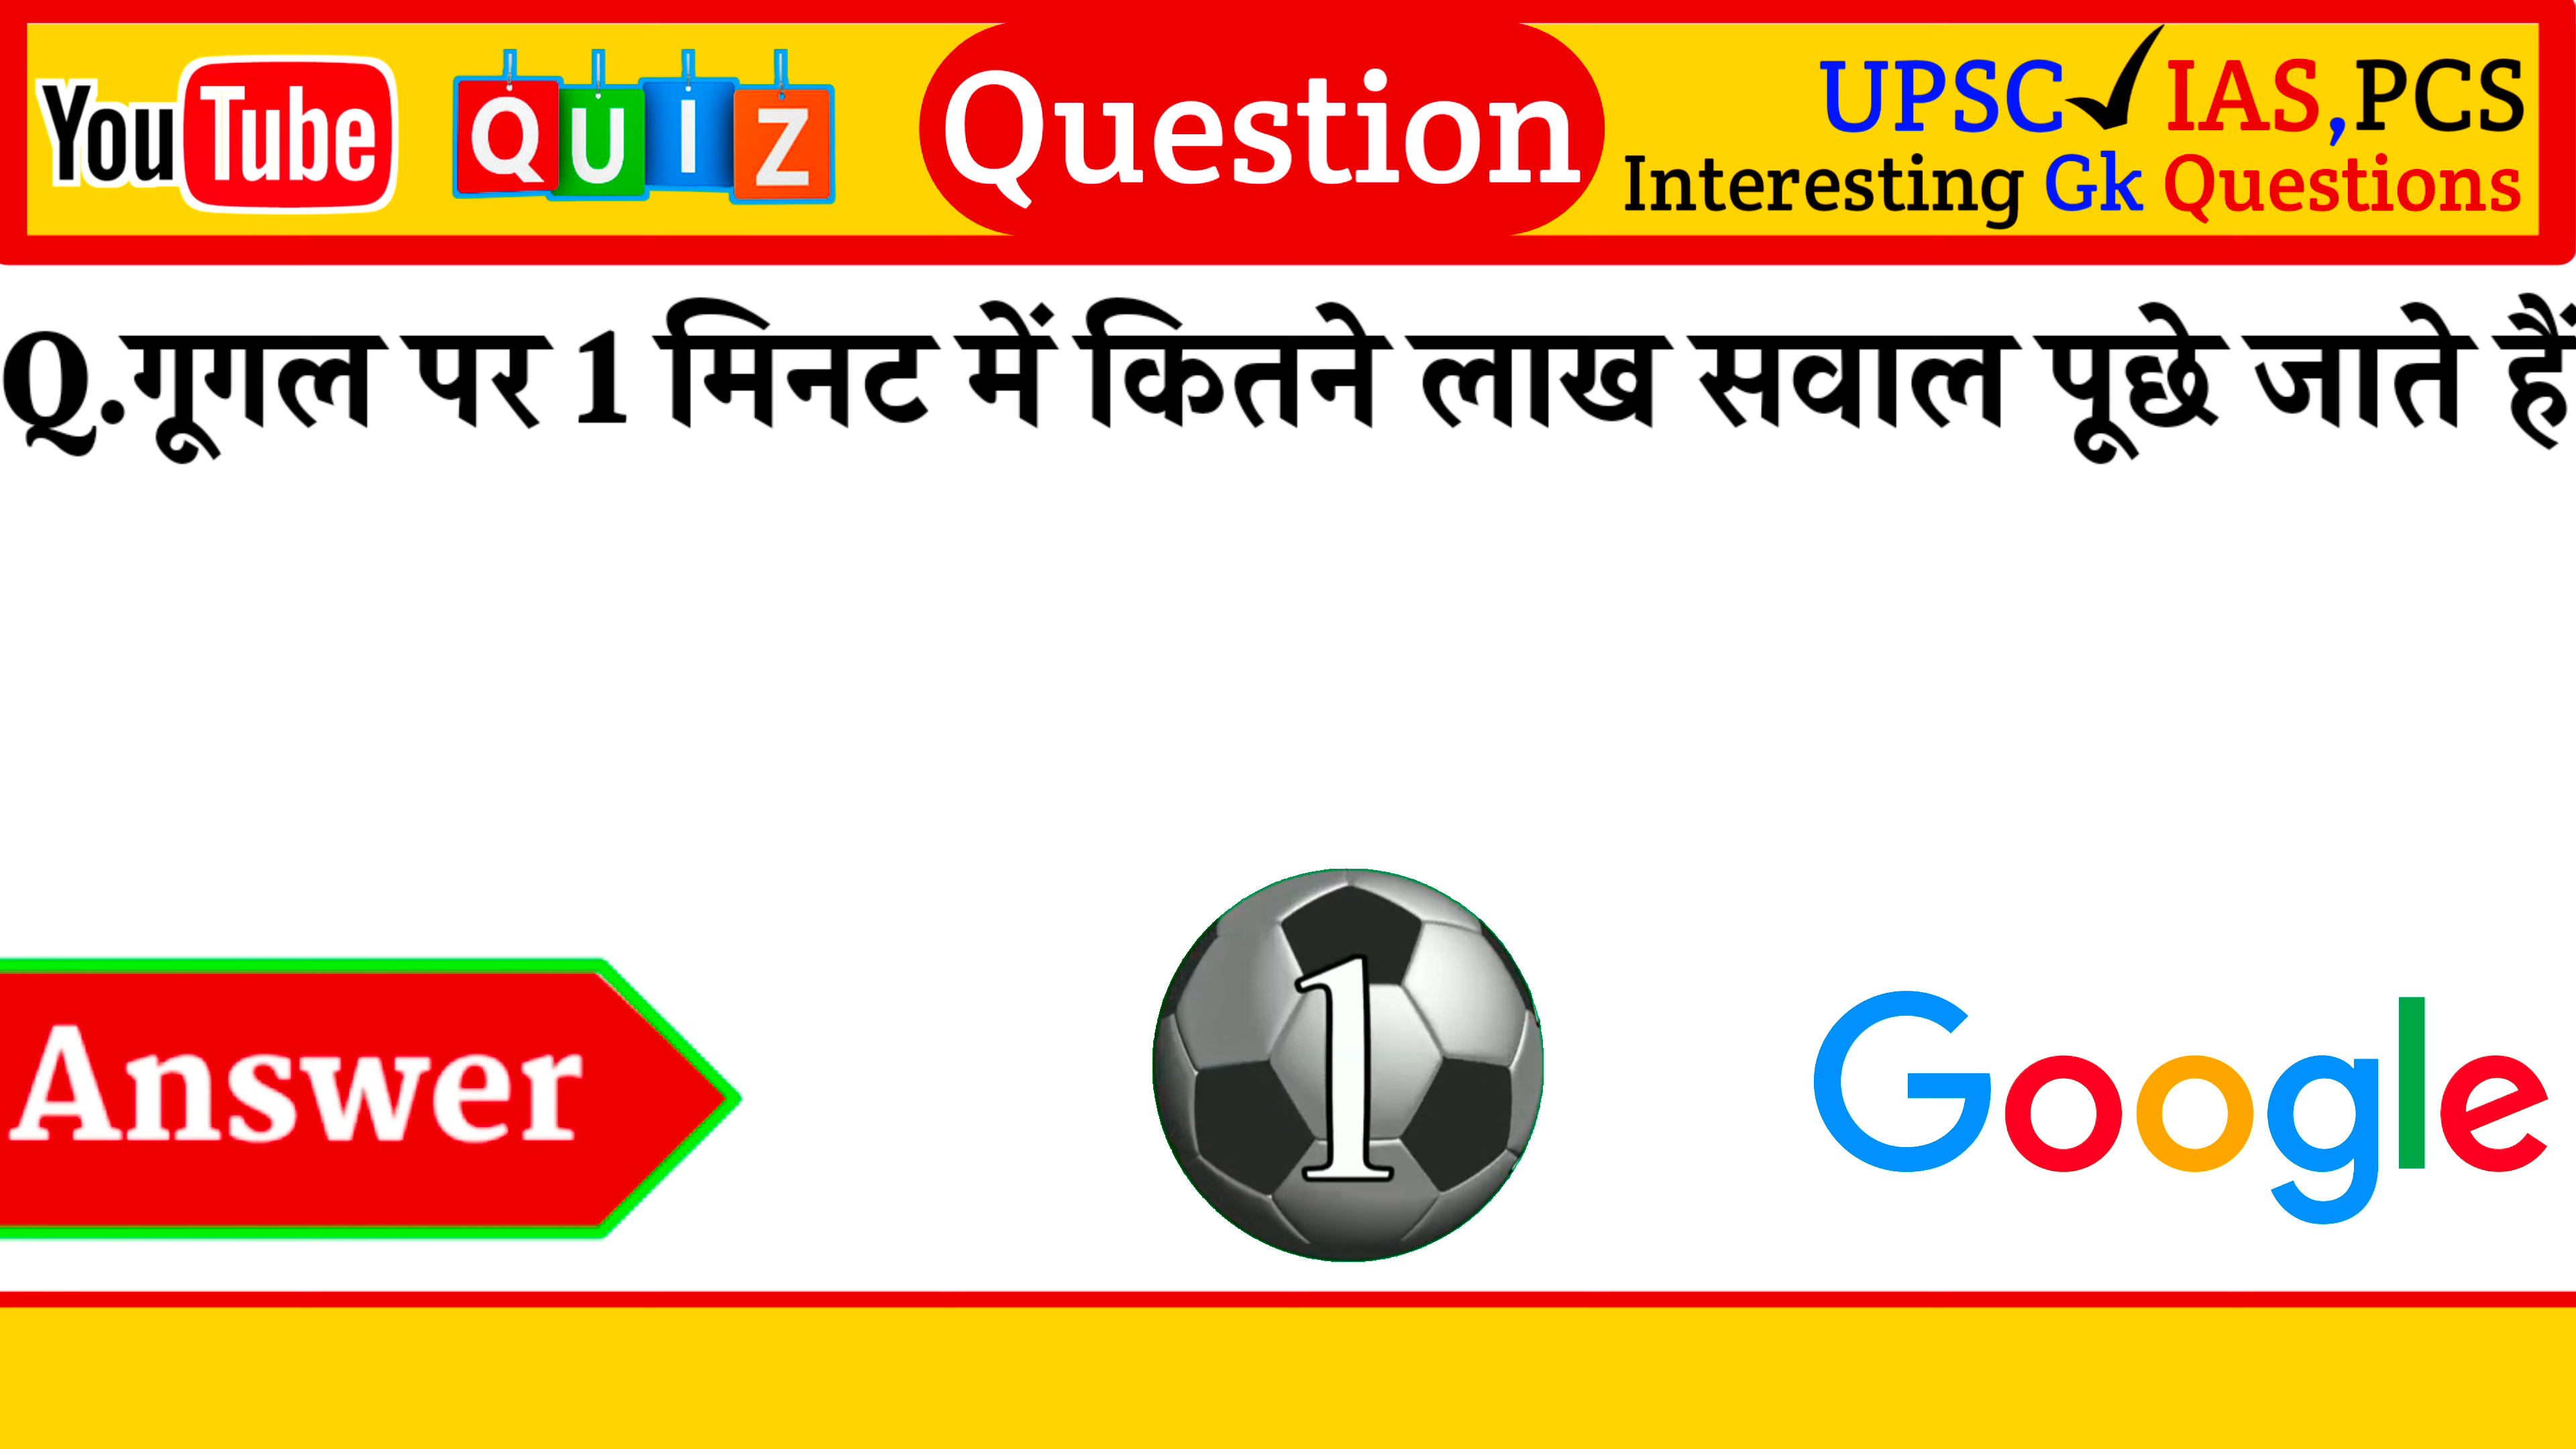 YouTube QUIZ Question UPSC✓IAS,PCS
Interesting Gk Questions
Q.गूगल पर 1 मिनट में कितने लाख सवाल पूछे जाते हैं
1
Answer
Google